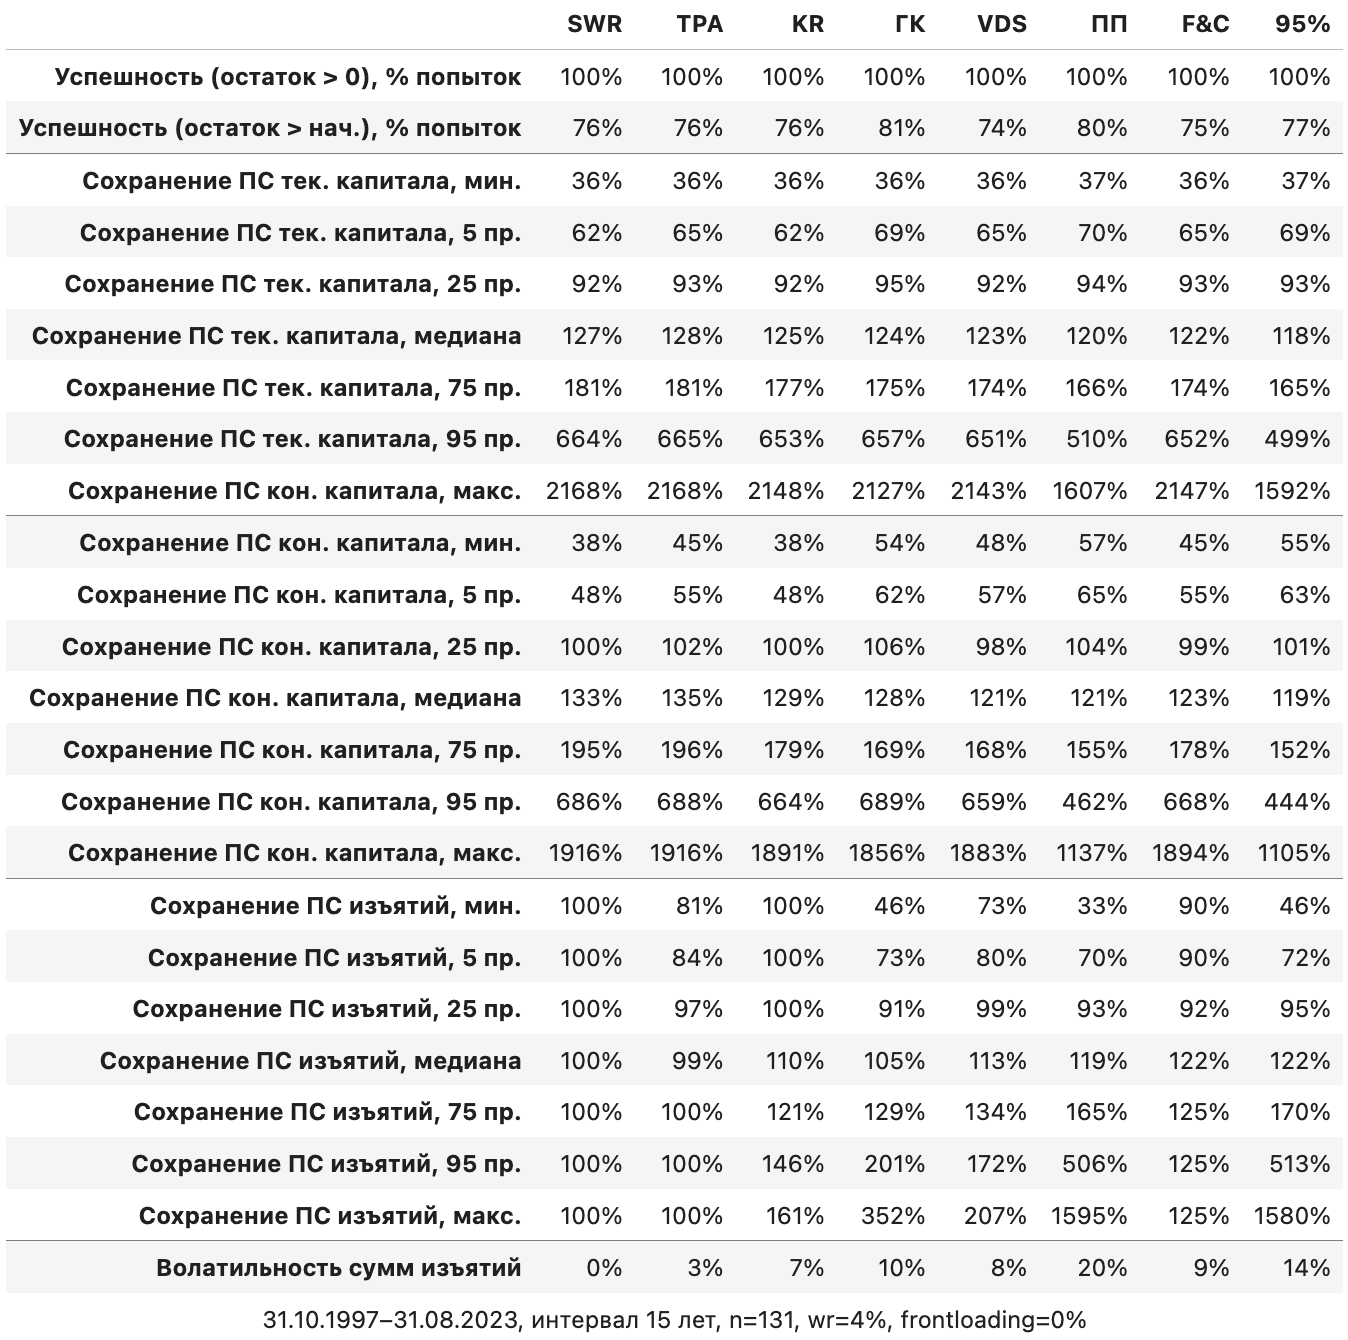 SWR TPA KR ГК VDS ПП F&C 95%
Успешность (остаток > 0), % попыток 100% 100% 100% 100% 100% 100% 100% 100%
Успешность (остаток > нач.), % попыток 76% 76% 76% 81% 74% 80% 75% 77%
Сохранение ПС тек. капитала, мин. 36% 36% 36% 36% 36% 37% 36% 37%
Сохранение ПС тек. капитала, 5 пр. 62% 65% 62% 69% 65% 70% 65% 69%
Сохранение ПС тек. капитала, 25 пр. 92% 93% 92% 95% 92% 94% 93% 93%
Сохранение ПС тек. капитала, медиана 127% 128% 125% 124% 123% 120% 122% 118%
Сохранение ПС тек. капитала, 75 пр. 181% 181% 177% 175% 174% 166% 174% 165%
Сохранение ПС тек. капитала, 95 пр. 664% 665% 653% 657% 651% 510% 652% 499%
Сохранение ПС кон. капитала, макс. 2168% 2168% 2148% 2127% 2143% 1607% 2147% 1592%
Сохранение ПС кон. капитала, мин. 38% 45% 38% 54% 48% 57% 45% 55%
Сохранение ПС кон. капитала, 5 пр. 48% 55% 48% 62% 57% 65% 55% 63%
Сохранение ПС кон. капитала, 25 пр. 100% 102% 100% 106% 98% 104% 99% 101%
Сохранение ПС кон. капитала, медиана 133% 135% 129% 128% 121% 121% 123% 119%
Сохранение ПС кон. капитала, 75 пр. 195% 196% 179% 169% 168% 155% 178% 152%
Сохранение ПС кон. капитала, 95 пр. 686% 688% 664% 689% 659% 462% 668% 444%
Сохранение ПС кон. капитала, макс. 1916% 1916% 1891% 1856% 1883% 1137% 1894% 1105%
Сохранение ПС изъятий, мин. 100% 81% 100% 46% 73% 33% 90% 46%
Сохранение ПС изъятий, 5 пр. 100% 84% 100% 73% 80% 70% 90% 72%
Сохранение ПС изъятий, 25 пр. 100% 97% 100% 91% 99% 93% 92% 95%
Сохранение ПС изъятий, медиана 100% 99% 110% 105% 113% 119% 122% 122%
Сохранение ПС изъятий, 75 пр. 100% 100% 121% 129% 134% 165% 125% 170%
Сохранение ПС изъятий, 95 пр. 100% 100% 146% 201% 172% 506% 125% 513%
Сохранение ПС изъятий, макс. 100% 100% 161% 352% 207% 1595% 125% 1580%
Волатильность сумм изъятий 0% 3% 7% 10% 8% 20% 9% 14%
31.10.1997–31.08.2023, интервал 15 лет, n=131, wr=4%, frontloading=0%